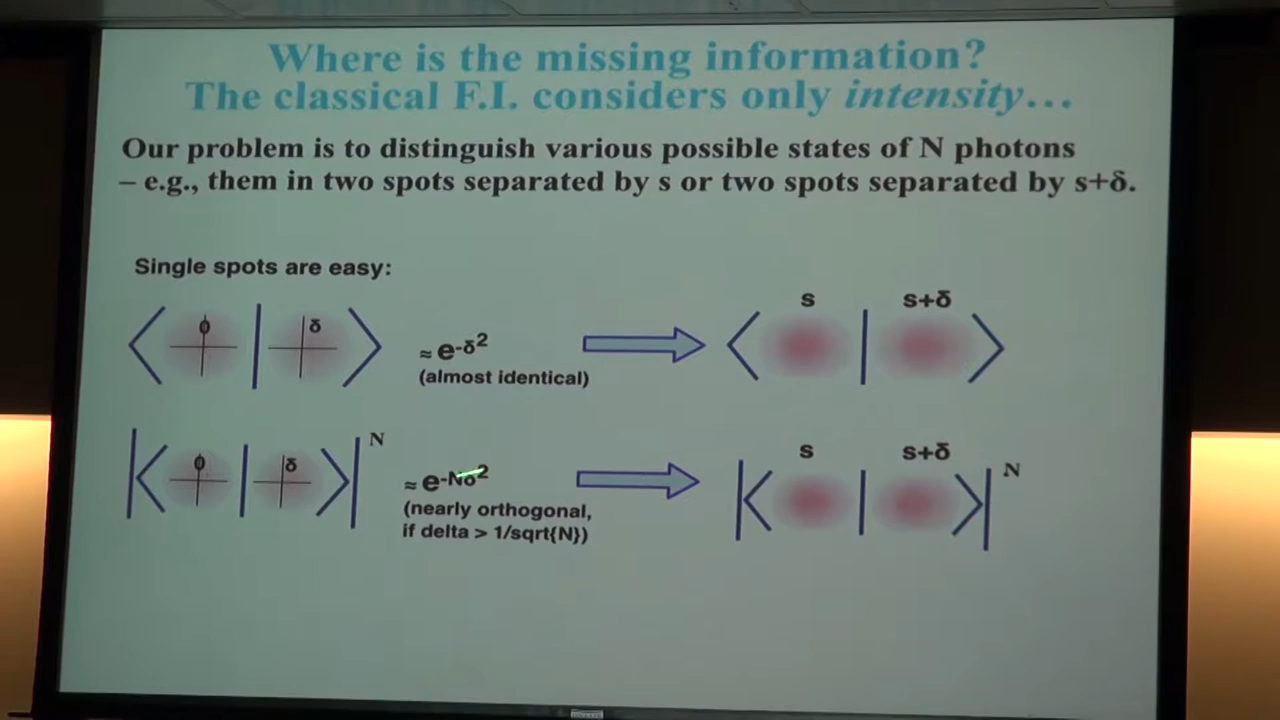 Where is the missing information?
The classical F.I. considers only intensity…
Our problem is to distinguish various possible states of N photons
– e.g., them in two spots separated by s or two spots separated by s+δ.
Single spots are easy:
⟨ 0 | δ ⟩ ≈ e-δ2 ⟨ s | s+δ ⟩
(almost identical)
|⟨ 0 | δ ⟩|N ≈ e-Nδ2 |⟨ s | s+δ ⟩|N
(nearly orthogonal,
if delta > 1/sqrt{N})